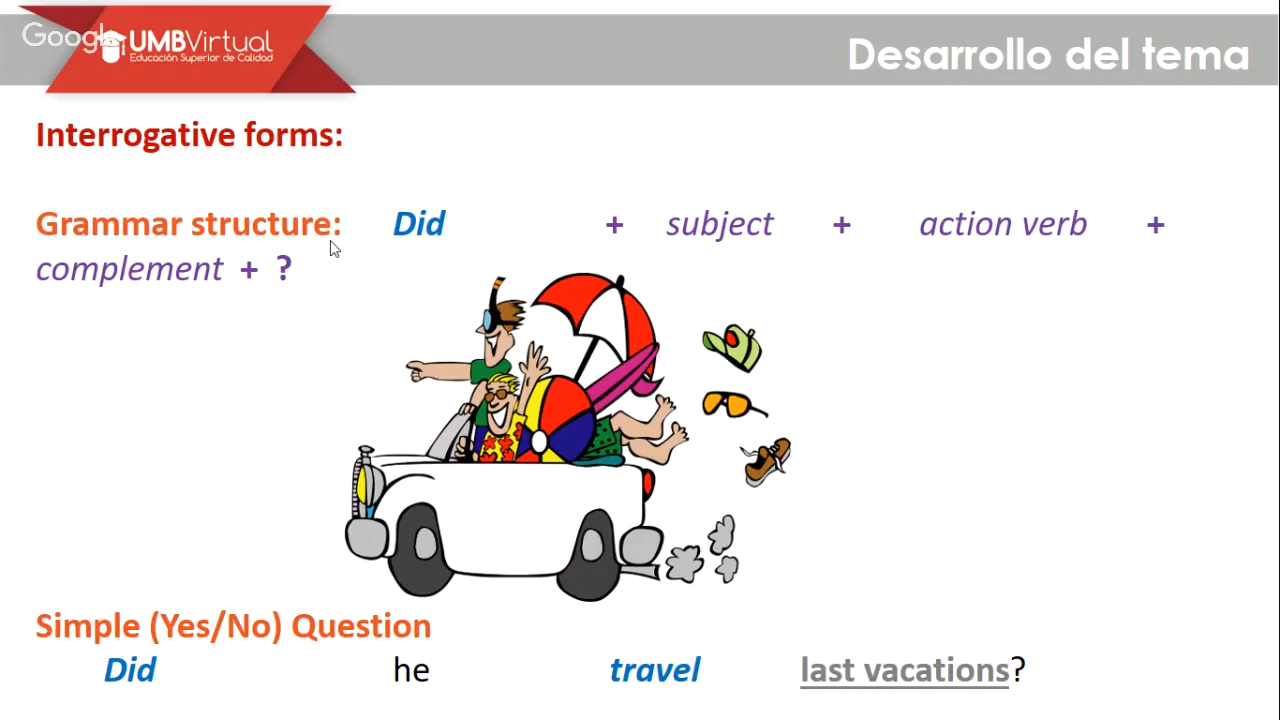 Google
UMBVirtual
Educación Superior de Calidad
Desarrollo del tema
Interrogative forms:
Grammar structure: Did + subject + action verb +
complement + ?
Simple (Yes/No) Question
Did he travel last vacations?